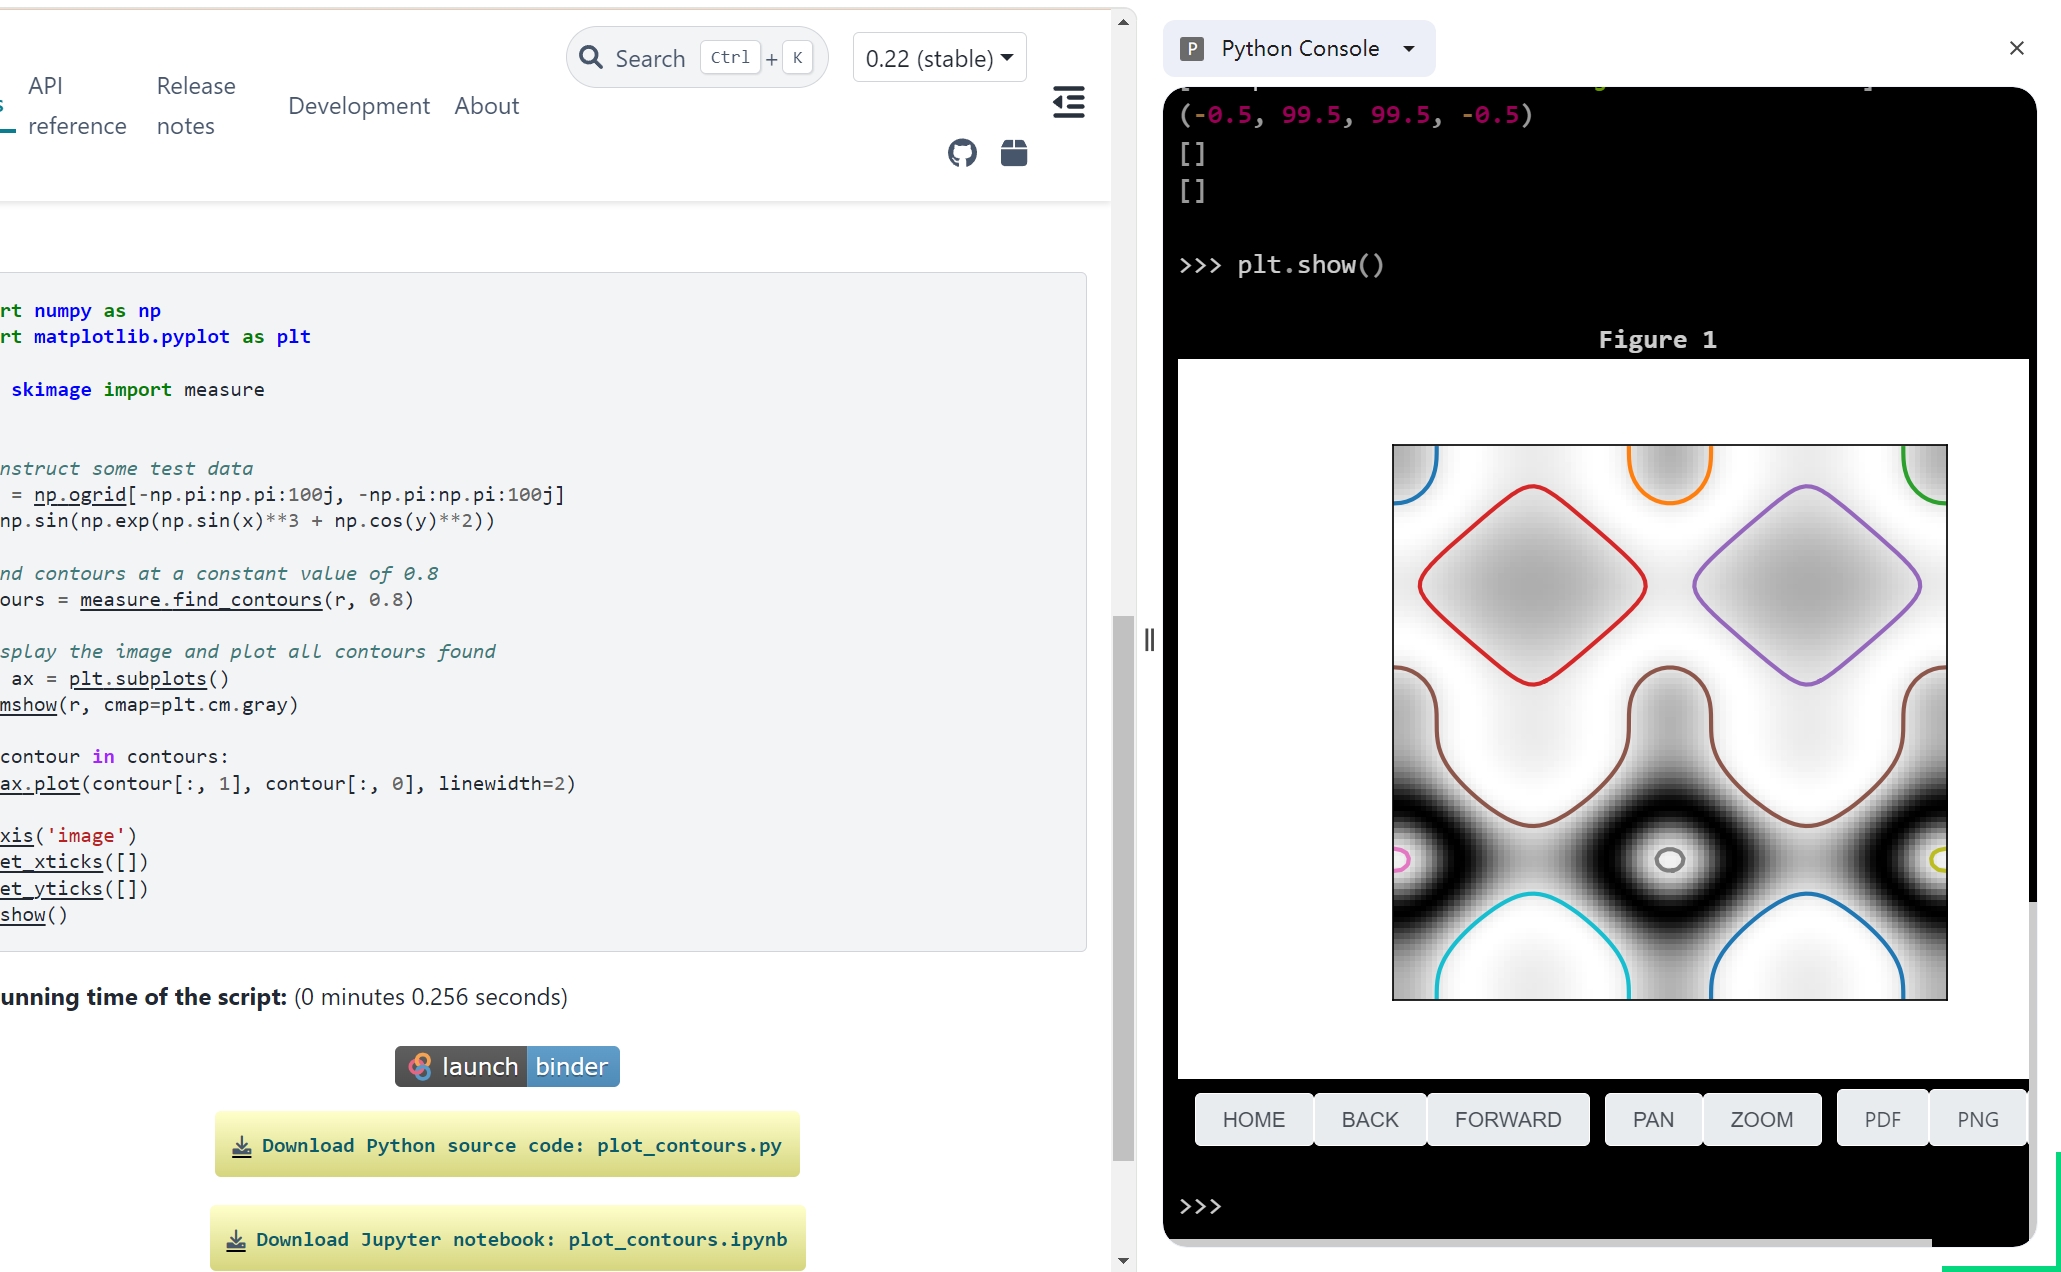 API reference
Release notes
Development
About
Search Ctrl + K
0.22 (stable)
rt numpy as np
rt matplotlib.pyplot as plt
skimage import measure
nstruct some test data
= np.ogrid[-np.pi:np.pi:100j, -np.pi:np.pi:100j]
np.sin(np.exp(np.sin(x)**3 + np.cos(y)**2))
nd contours at a constant value of 0.8
ours = measure.find_contours(r, 0.8)
splay the image and plot all contours found
ax = plt.subplots()
mshow(r, cmap=plt.cm.gray)
contour in contours:
ax.plot(contour[:, 1], contour[:, 0], linewidth=2)
xis('image')
et_xticks([])
et_yticks([])
show()
unning time of the script: (0 minutes 0.256 seconds)
launch binder
Download Python source code: plot_contours.py
Download Jupyter notebook: plot_contours.ipynb
P Python Console
(-0.5, 99.5, 99.5, -0.5)
[]
[]
>>> plt.show()
Figure 1
HOME BACK FORWARD PAN ZOOM PDF PNG
>>>